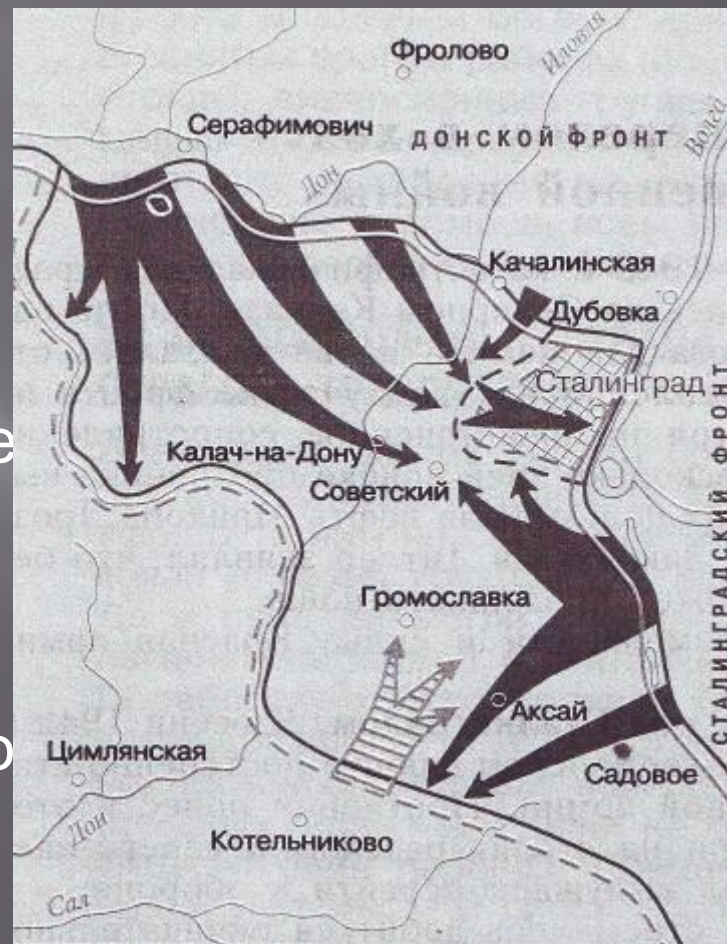 Фролово
Иловля
Серафимович
ДОНСКОЙ ФРОНТ
Дон
Качалинская
Дубовка
Сталинград
е
Калач-на-Дону
Советский
СТАЛИНГРАДСКИЙ ФРОНТ
Громославка
Аксай
о
Цимлянская
Садовое
Дон
Котельниково
Сал